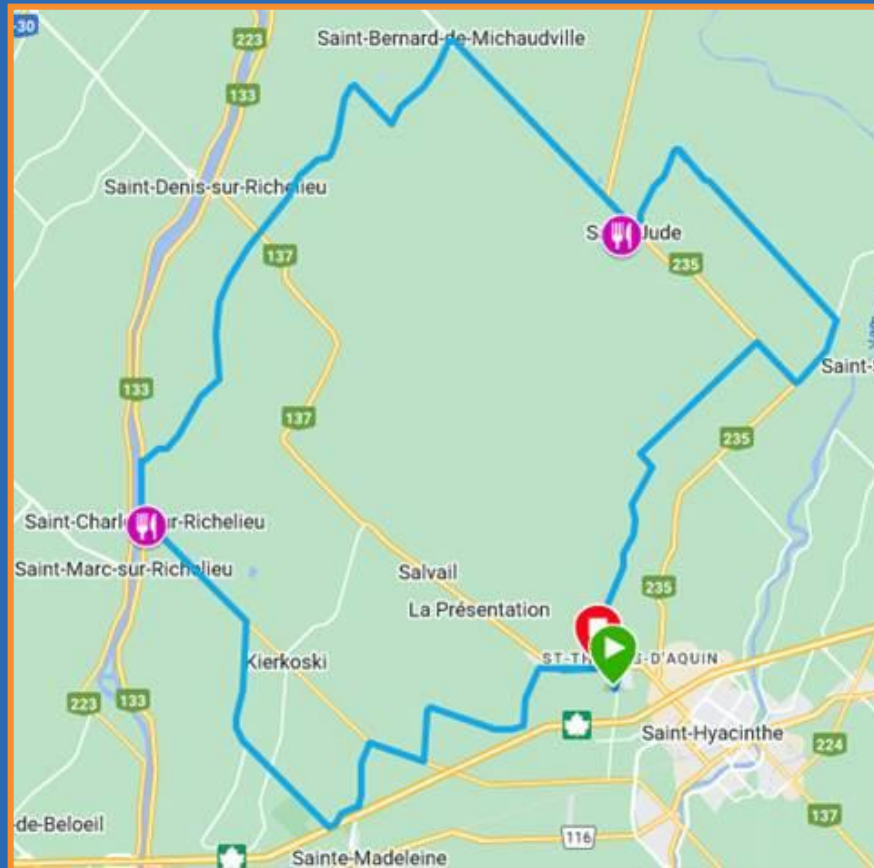 -30
223
Saint-Bernard-de-Michaudville
133
Saint-Denis-sur-Richelieu
137
Jude
235
133
Saint-
137
235
Saint-Charl ur-Richelieu
Saint-Marc-sur-Richelieu
Salvail
235
La Présentation
Kierkoski
D'AQUIN
223
133
Saint-Hyacinthe
224
137
-de-Beloeil
116
Sainte-Madeleine